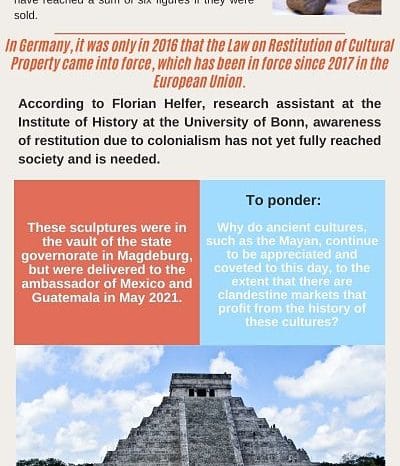 have reached a sum of six figures if they were
sold.
In Germany, it was only in 2016 that the Law on Restitution of Cultural
Property came into force, which has been in force since 2017 in the
European Union.
According to Florian Helfer, research assistant at the
Institute of History at the University of Bonn, awareness
of restitution due to colonialism has not yet fully reached
society and is needed.
These sculptures were in
the vault of the state
governorate in Magdeburg,
but were delivered to the
ambassador of Mexico and
Guatemala in May 2021.
To ponder:
Why do ancient cultures,
such as the Mayan, continue
to be appreciated and
coveted to this day, to the
extent that there are
clandestine markets that
profit from the history of
these cultures?